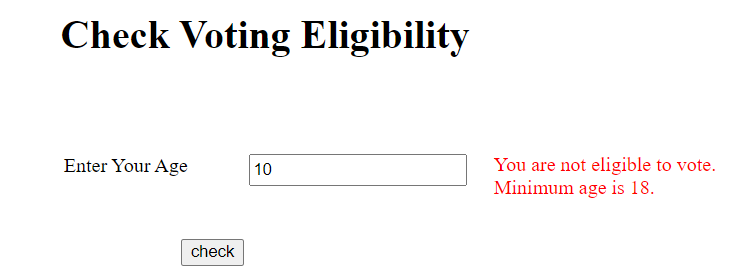 Check Voting Eligibility
Enter Your Age
10
You are not eligible to vote.
Minimum age is 18.
check